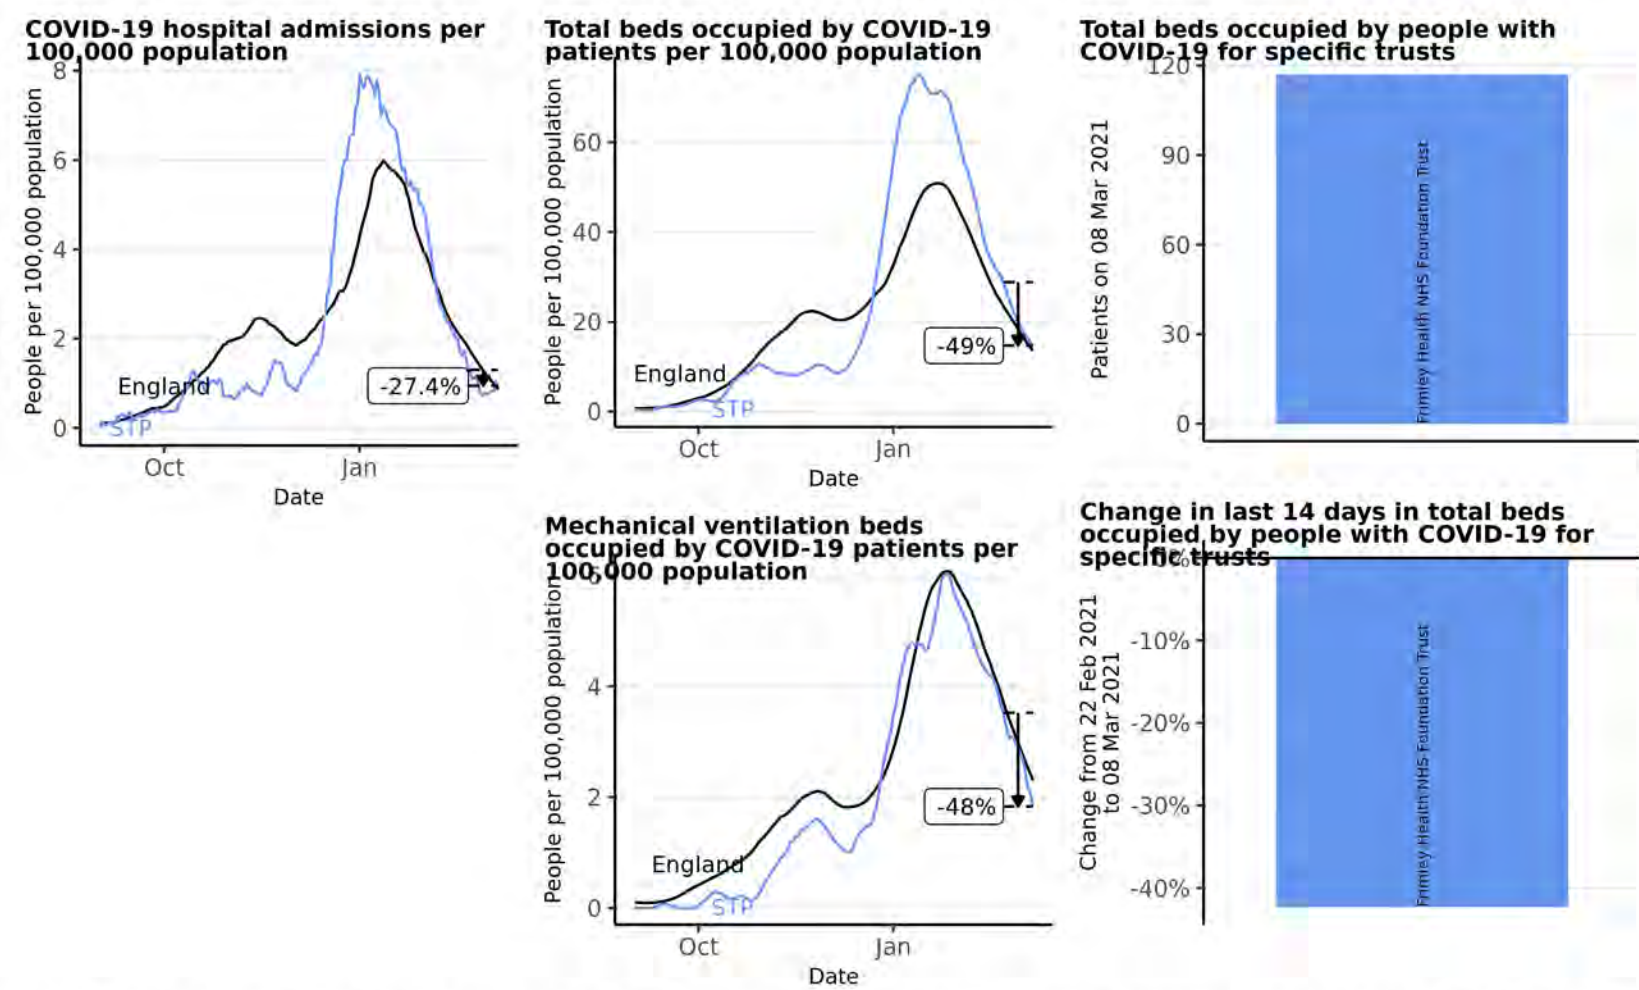 COVID-19 hospital admissions per
100,000 population
People per 100,000 population
8
6
4
2
0
England
STP
-27.4%
Oct
Jan
Date
Total beds occupied by COVID-19
patients per 100,000 population
People per 100,000 population
60
40
20
0
England
STP
-49%
Oct
Jan
Date
Total beds occupied by people with
COVID-19 for specific trusts
Patients on 08 Mar 2021
120
90
60
30
0
Frimley Health NHS Foundation Trust
Mechanical ventilation beds
occupied by COVID-19 patients per
100,000 population
People per 100,000 population
6
4
2
0
England
STP
-48%
Oct
Jan
Date
Change in last 14 days in total beds
occupied by people with COVID-19 for
specific trusts
Change from 22 Feb 2021
to 08 Mar 2021
0%
-10%
-20%
-30%
-40%
Frimley Health NHS Foundation Trust